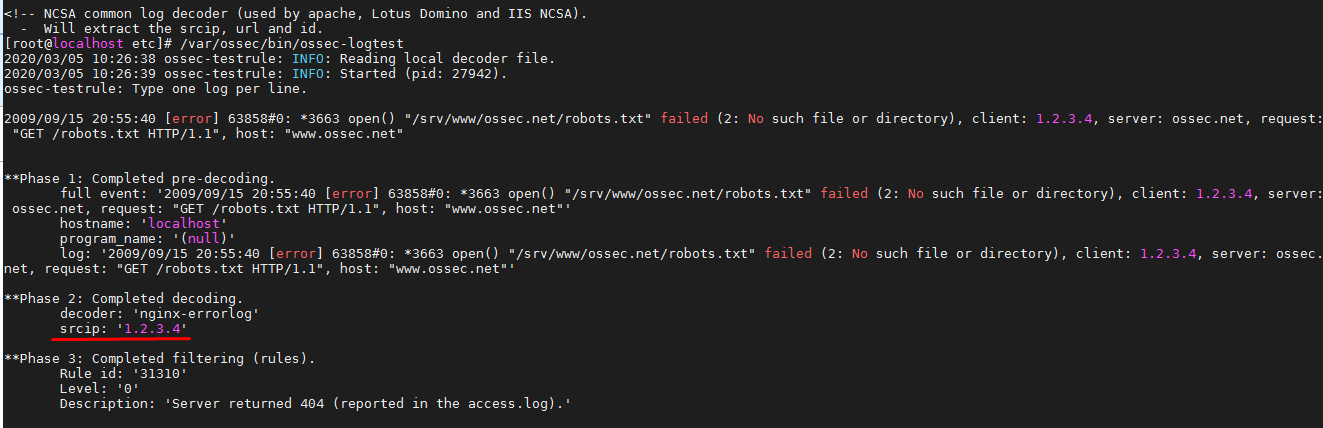 <!-- NCSA common log decoder (used by apache, Lotus Domino and IIS NCSA).
  -  Will extract the srcip, url and id.
[root@localhost etc]# /var/ossec/bin/ossec-logtest
2020/03/05 10:26:38 ossec-testrule: INFO: Reading local decoder file.
2020/03/05 10:26:39 ossec-testrule: INFO: Started (pid: 27942).
ossec-testrule: Type one log per line.

2009/09/15 20:55:40 [error] 63858#0: *3663 open() "/srv/www/ossec.net/robots.txt" failed (2: No such file or directory), client: 1.2.3.4, server: ossec.net, request:
 "GET /robots.txt HTTP/1.1", host: "www.ossec.net"

**Phase 1: Completed pre-decoding.
       full event: '2009/09/15 20:55:40 [error] 63858#0: *3663 open() "/srv/www/ossec.net/robots.txt" failed (2: No such file or directory), client: 1.2.3.4, server:
 ossec.net, request: "GET /robots.txt HTTP/1.1", host: "www.ossec.net"'
       hostname: 'localhost'
       program_name: '(null)'
       log: '2009/09/15 20:55:40 [error] 63858#0: *3663 open() "/srv/www/ossec.net/robots.txt" failed (2: No such file or directory), client: 1.2.3.4, server: ossec.
net, request: "GET /robots.txt HTTP/1.1", host: "www.ossec.net"'

**Phase 2: Completed decoding.
       decoder: 'nginx-errorlog'
       srcip: '1.2.3.4'

**Phase 3: Completed filtering (rules).
       Rule id: '31310'
       Level: '0'
       Description: 'Server returned 404 (reported in the access.log).'